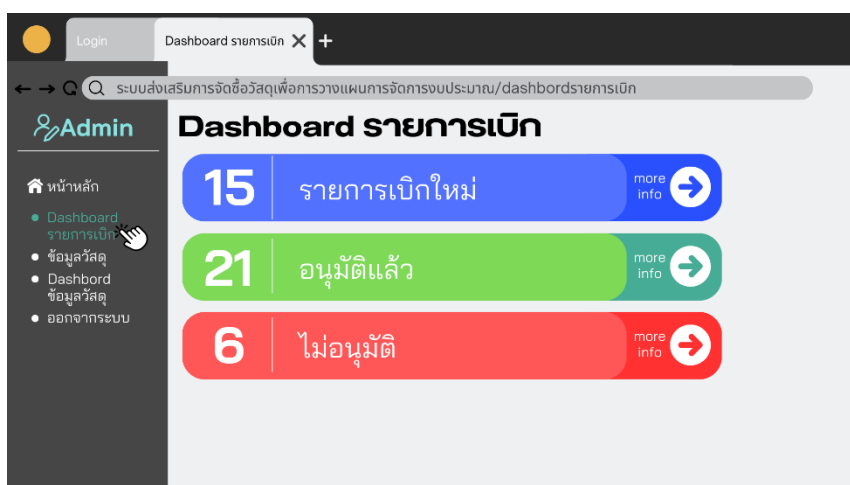 Login
Dashboard รายการเบิก
ระบบส่งเสริมการจัดซื้อวัสดุเพื่อการวางแผนการจัดการงบประมาณ/dashbordรายการเบิก
Admin
หน้าหลัก
Dashboard
รายการเบิก
ข้อมูลวัสดุ
Dashbord
ข้อมูลวัสดุ
ออกจากระบบ
Dashboard รายการเบิก
15 รายการเบิกใหม่
more
info
21 อนุมัติแล้ว
more
info
6 ไม่อนุมัติ
more
info